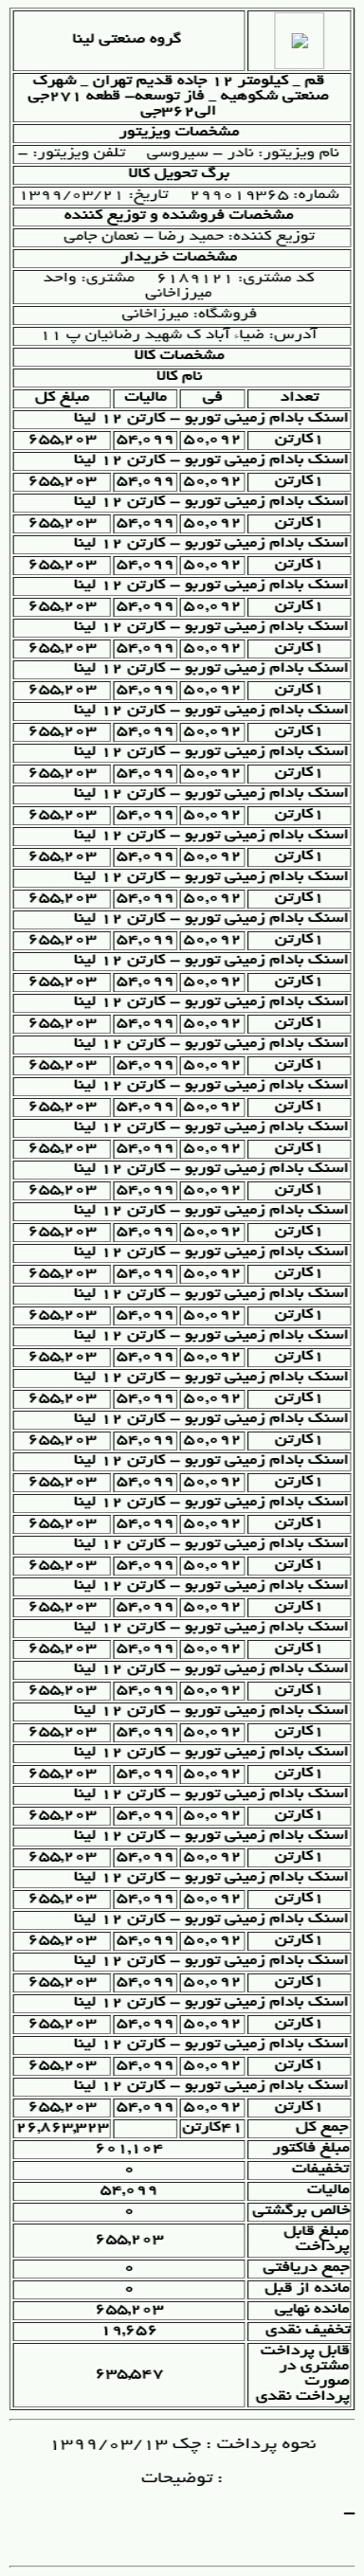 گروه صنعتی لینا
قم _ کیلومتر ۱۲ جاده قدیم تهران _ شهرک
صنعتی شکوهیه _ فاز توسعه- قطعه ۲۷۱جی
الی۳۶۲جی
مشخصات ویزیتور
نام ویزیتور: نادر - سیروسی تلفن ویزیتور: -
برگ تحویل کالا
شماره: ۲۹۹۰۱۹۳۶۵ تاریخ: ۱۳۹۹/۰۳/۲۱
مشخصات فروشنده و توزیع کننده
توزیع کننده: حمید رضا - نعمان جامی
مشخصات خریدار
کد مشتری: ۶۱۸۹۱۲۱ مشتری: واحد
میرزاخانی
فروشگاه: میرزاخانی
آدرس: ضیاء آباد ک شهید رضائیان پ ۱۱
مشخصات کالا
نام کالا
تعداد فی مالیات مبلغ کل
اسنک بادام زمینی توربو - کارتن ۱۲ لینا
۱کارتن ۵۰,۰۹۲ ۵۴,۰۹۹ ۶۵۵,۲۰۳
اسنک بادام زمینی توربو - کارتن ۱۲ لینا
۱کارتن ۵۰,۰۹۲ ۵۴,۰۹۹ ۶۵۵,۲۰۳
اسنک بادام زمینی توربو - کارتن ۱۲ لینا
۱کارتن ۵۰,۰۹۲ ۵۴,۰۹۹ ۶۵۵,۲۰۳
اسنک بادام زمینی توربو - کارتن ۱۲ لینا
۱کارتن ۵۰,۰۹۲ ۵۴,۰۹۹ ۶۵۵,۲۰۳
اسنک بادام زمینی توربو - کارتن ۱۲ لینا
۱کارتن ۵۰,۰۹۲ ۵۴,۰۹۹ ۶۵۵,۲۰۳
اسنک بادام زمینی توربو - کارتن ۱۲ لینا
۱کارتن ۵۰,۰۹۲ ۵۴,۰۹۹ ۶۵۵,۲۰۳
اسنک بادام زمینی توربو - کارتن ۱۲ لینا
۱کارتن ۵۰,۰۹۲ ۵۴,۰۹۹ ۶۵۵,۲۰۳
اسنک بادام زمینی توربو - کارتن ۱۲ لینا
۱کارتن ۵۰,۰۹۲ ۵۴,۰۹۹ ۶۵۵,۲۰۳
اسنک بادام زمینی توربو - کارتن ۱۲ لینا
۱کارتن ۵۰,۰۹۲ ۵۴,۰۹۹ ۶۵۵,۲۰۳
اسنک بادام زمینی توربو - کارتن ۱۲ لینا
۱کارتن ۵۰,۰۹۲ ۵۴,۰۹۹ ۶۵۵,۲۰۳
اسنک بادام زمینی توربو - کارتن ۱۲ لینا
۱کارتن ۵۰,۰۹۲ ۵۴,۰۹۹ ۶۵۵,۲۰۳
اسنک بادام زمینی توربو - کارتن ۱۲ لینا
۱کارتن ۵۰,۰۹۲ ۵۴,۰۹۹ ۶۵۵,۲۰۳
اسنک بادام زمینی توربو - کارتن ۱۲ لینا
۱کارتن ۵۰,۰۹۲ ۵۴,۰۹۹ ۶۵۵,۲۰۳
اسنک بادام زمینی توربو - کارتن ۱۲ لینا
۱کارتن ۵۰,۰۹۲ ۵۴,۰۹۹ ۶۵۵,۲۰۳
اسنک بادام زمینی توربو - کارتن ۱۲ لینا
۱کارتن ۵۰,۰۹۲ ۵۴,۰۹۹ ۶۵۵,۲۰۳
اسنک بادام زمینی توربو - کارتن ۱۲ لینا
۱کارتن ۵۰,۰۹۲ ۵۴,۰۹۹ ۶۵۵,۲۰۳
اسنک بادام زمینی توربو - کارتن ۱۲ لینا
۱کارتن ۵۰,۰۹۲ ۵۴,۰۹۹ ۶۵۵,۲۰۳
اسنک بادام زمینی توربو - کارتن ۱۲ لینا
۱کارتن ۵۰,۰۹۲ ۵۴,۰۹۹ ۶۵۵,۲۰۳
اسنک بادام زمینی توربو - کارتن ۱۲ لینا
۱کارتن ۵۰,۰۹۲ ۵۴,۰۹۹ ۶۵۵,۲۰۳
اسنک بادام زمینی توربو - کارتن ۱۲ لینا
۱کارتن ۵۰,۰۹۲ ۵۴,۰۹۹ ۶۵۵,۲۰۳
اسنک بادام زمینی توربو - کارتن ۱۲ لینا
۱کارتن ۵۰,۰۹۲ ۵۴,۰۹۹ ۶۵۵,۲۰۳
اسنک بادام زمینی توربو - کارتن ۱۲ لینا
۱کارتن ۵۰,۰۹۲ ۵۴,۰۹۹ ۶۵۵,۲۰۳
اسنک بادام زمینی توربو - کارتن ۱۲ لینا
۱کارتن ۵۰,۰۹۲ ۵۴,۰۹۹ ۶۵۵,۲۰۳
اسنک بادام زمینی توربو - کارتن ۱۲ لینا
۱کارتن ۵۰,۰۹۲ ۵۴,۰۹۹ ۶۵۵,۲۰۳
اسنک بادام زمینی توربو - کارتن ۱۲ لینا
۱کارتن ۵۰,۰۹۲ ۵۴,۰۹۹ ۶۵۵,۲۰۳
اسنک بادام زمینی توربو - کارتن ۱۲ لینا
۱کارتن ۵۰,۰۹۲ ۵۴,۰۹۹ ۶۵۵,۲۰۳
اسنک بادام زمینی توربو - کارتن ۱۲ لینا
۱کارتن ۵۰,۰۹۲ ۵۴,۰۹۹ ۶۵۵,۲۰۳
اسنک بادام زمینی توربو - کارتن ۱۲ لینا
۱کارتن ۵۰,۰۹۲ ۵۴,۰۹۹ ۶۵۵,۲۰۳
اسنک بادام زمینی توربو - کارتن ۱۲ لینا
۱کارتن ۵۰,۰۹۲ ۵۴,۰۹۹ ۶۵۵,۲۰۳
اسنک بادام زمینی توربو - کارتن ۱۲ لینا
۱کارتن ۵۰,۰۹۲ ۵۴,۰۹۹ ۶۵۵,۲۰۳
اسنک بادام زمینی توربو - کارتن ۱۲ لینا
۱کارتن ۵۰,۰۹۲ ۵۴,۰۹۹ ۶۵۵,۲۰۳
اسنک بادام زمینی توربو - کارتن ۱۲ لینا
۱کارتن ۵۰,۰۹۲ ۵۴,۰۹۹ ۶۵۵,۲۰۳
اسنک بادام زمینی توربو - کارتن ۱۲ لینا
۱کارتن ۵۰,۰۹۲ ۵۴,۰۹۹ ۶۵۵,۲۰۳
اسنک بادام زمینی توربو - کارتن ۱۲ لینا
۱کارتن ۵۰,۰۹۲ ۵۴,۰۹۹ ۶۵۵,۲۰۳
اسنک بادام زمینی توربو - کارتن ۱۲ لینا
۱کارتن ۵۰,۰۹۲ ۵۴,۰۹۹ ۶۵۵,۲۰۳
اسنک بادام زمینی توربو - کارتن ۱۲ لینا
۱کارتن ۵۰,۰۹۲ ۵۴,۰۹۹ ۶۵۵,۲۰۳
اسنک بادام زمینی توربو - کارتن ۱۲ لینا
۱کارتن ۵۰,۰۹۲ ۵۴,۰۹۹ ۶۵۵,۲۰۳
اسنک بادام زمینی توربو - کارتن ۱۲ لینا
۱کارتن ۵۰,۰۹۲ ۵۴,۰۹۹ ۶۵۵,۲۰۳
اسنک بادام زمینی توربو - کارتن ۱۲ لینا
۱کارتن ۵۰,۰۹۲ ۵۴,۰۹۹ ۶۵۵,۲۰۳
اسنک بادام زمینی توربو - کارتن ۱۲ لینا
۱کارتن ۵۰,۰۹۲ ۵۴,۰۹۹ ۶۵۵,۲۰۳
اسنک بادام زمینی توربو - کارتن ۱۲ لینا
۱کارتن ۵۰,۰۹۲ ۵۴,۰۹۹ ۶۵۵,۲۰۳
جمع کل ۴۱کارتن ۲۶,۸۶۳,۳۲۳
مبلغ فاکتور ۶۰۱,۱۰۴
تخفیفات ۰
مالیات ۵۴,۰۹۹
خالص برگشتی ۰
مبلغ قابل
پرداخت ۶۵۵,۲۰۳
جمع دریافتی ۰
مانده از قبل ۰
مانده نهایی ۶۵۵,۲۰۳
تخفیف نقدی ۱۹,۶۵۶
قابل پرداخت
مشتری در
صورت
پرداخت نقدی ۶۳۵,۵۴۷
نحوه پرداخت : چک ۱۳۹۹/۰۳/۱۳
توضیحات :
-